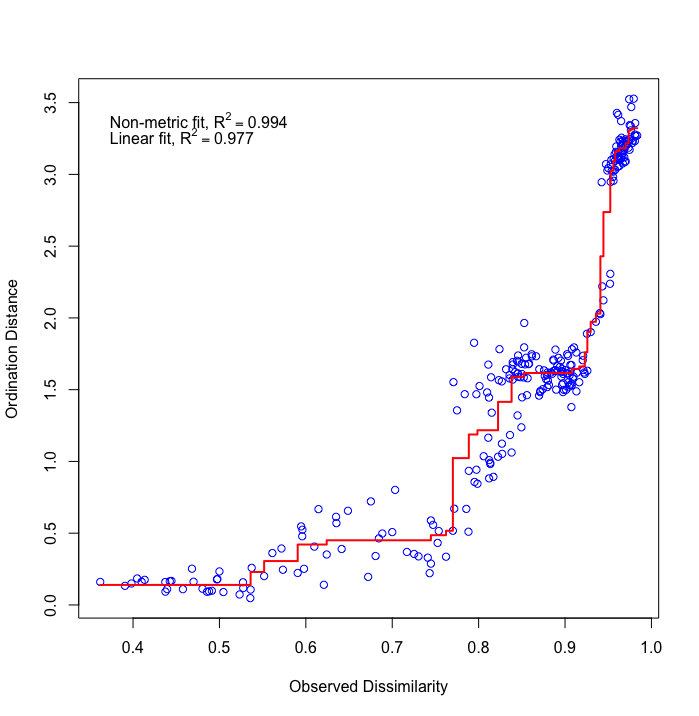 Non-metric fit, R² = 0.994
Linear fit, R² = 0.977
3.5
3.0
2.5
2.0
1.5
1.0
0.5
0.0
Ordination Distance
0.4 0.5 0.6 0.7 0.8 0.9 1.0
Observed Dissimilarity